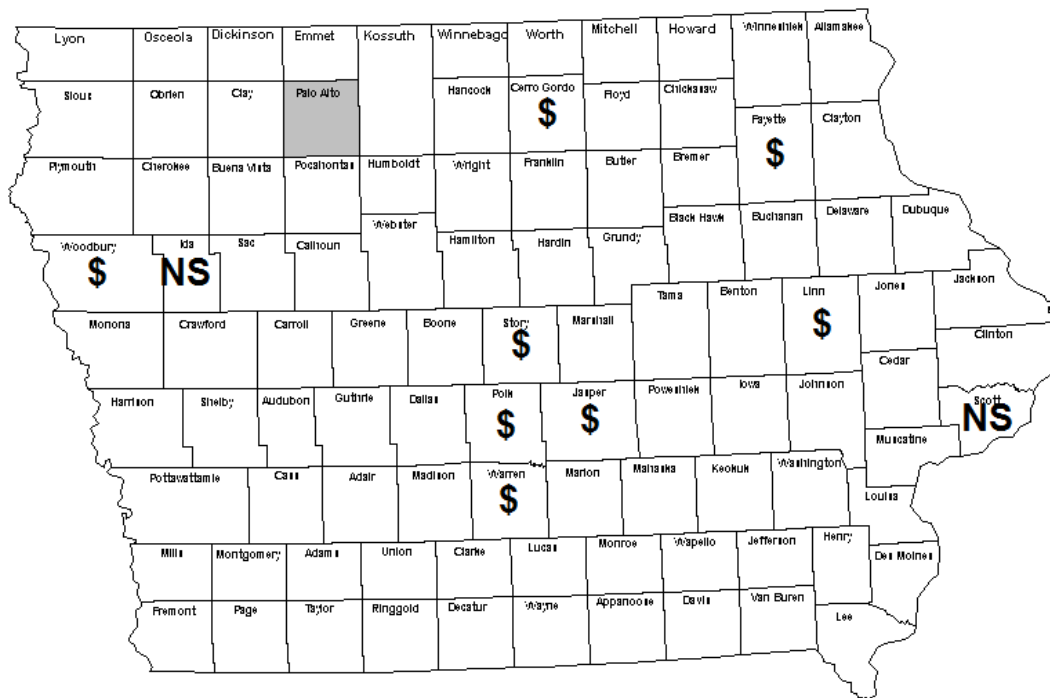 Lyon
Osceola
Dickinson
Emmet
Kossuth
Winnebago
Worth
Mitchell
Howard
Winneshiek
Allamakee
Sioux
Obrien
Clay
Palo Alto
Hancock
Cerro Gordo
$
Floyd
Chickasaw
Fayette
$
Clayton
Plymouth
Cherokee
Buena Vista
Pocahontas
Humboldt
Wright
Franklin
Butler
Bremer
Webster
Black Hawk
Buchanan
Delaware
Dubuque
Woodbury
$
Ida
NS
Sac
Calhoun
Hamilton
Hardin
Grundy
Tama
Benton
Linn
$
Jones
Jackson
Monona
Crawford
Carroll
Greene
Boone
Story
$
Marshall
Clinton
Cedar
Harrison
Shelby
Audubon
Guthrie
Dallas
Polk
$
Jasper
$
Poweshiek
Iowa
Johnson
Scott
NS
Muscatine
Pottawattamie
Cass
Adair
Madison
Warren
$
Marion
Mahaska
Keokuk
Washington
Louisa
Mills
Montgomery
Adams
Union
Clarke
Lucas
Monroe
Wapello
Jefferson
Henry
Des Moines
Fremont
Page
Taylor
Ringgold
Decatur
Wayne
Appanoose
Davis
Van Buren
Lee